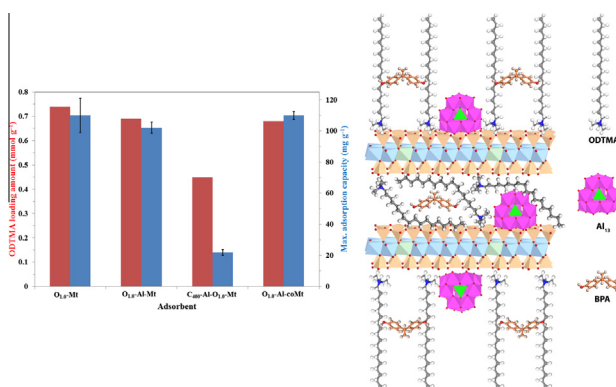 ODTMA loading amount (mmol g⁻¹)
0.8
0.7
0.6
0.5
0.4
0.3
0.2
0.1
0
120
100
80
60
40
20
0
Max. adsorption capacity (mg g⁻¹)
O₁.₀-Mt
O₁.₀-Al-Mt
C₄₀₀-Al-O₁.₀-Mt
O₁.₀-Al-coMt
Adsorbent
ODTMA
Al₁₃
BPA